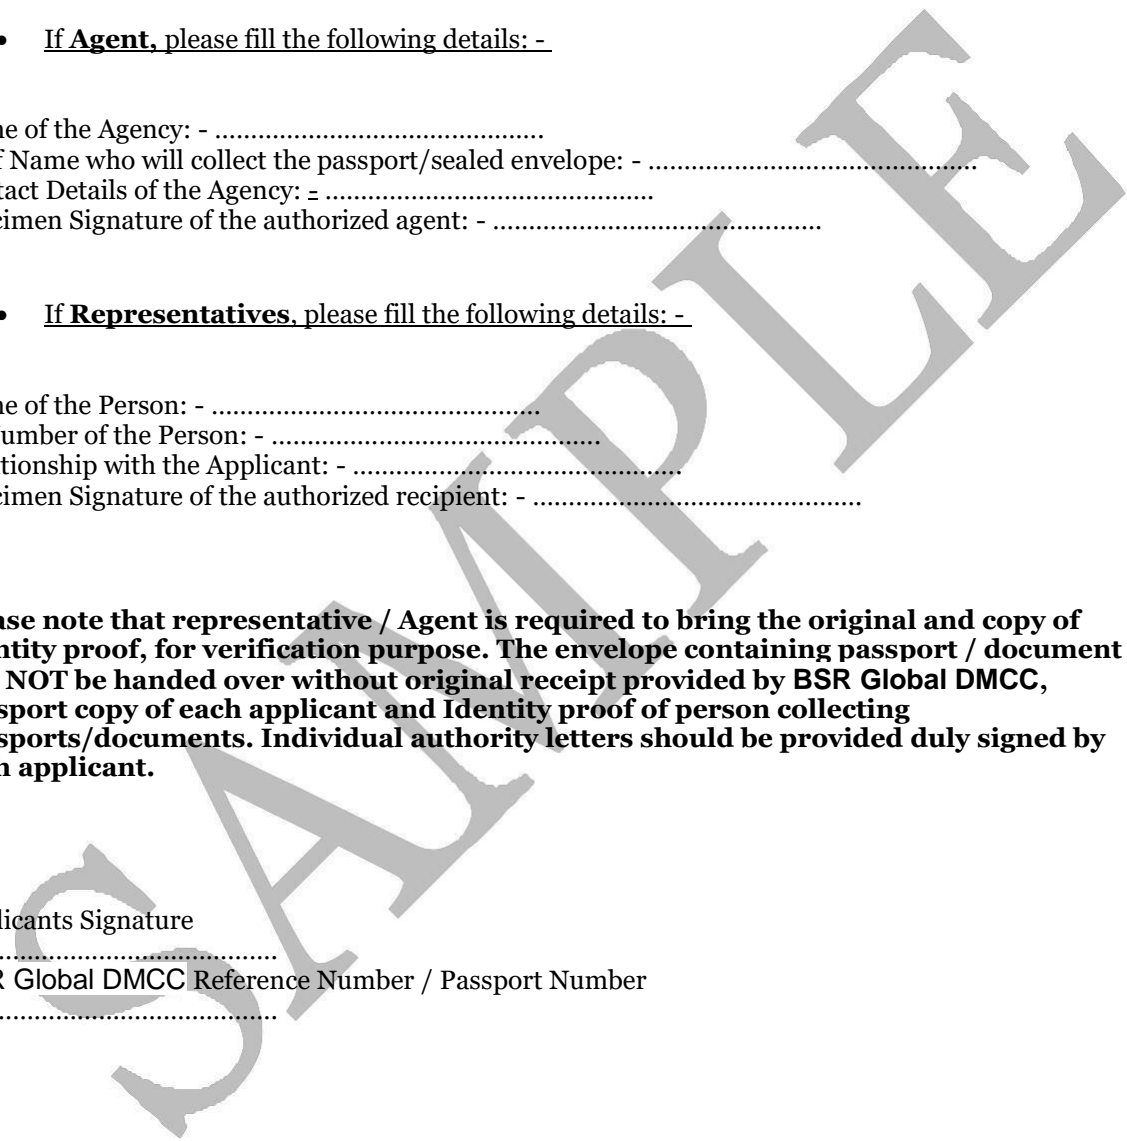 • If Agent, please fill the following details: -
ne of the Agency: - ..............................................
f Name who will collect the passport/sealed envelope: - ..............................................
tact Details of the Agency: - ..............................................
cimen Signature of the authorized agent: - ..............................................
• If Representatives, please fill the following details: -
ne of the Person: - ..............................................
umber of the Person: - ..............................................
tionship with the Applicant: - ..............................................
cimen Signature of the authorized recipient: - ..............................................
ase note that representative / Agent is required to bring the original and copy of
ntity proof, for verification purpose. The envelope containing passport / document
NOT be handed over without original receipt provided by BSR Global DMCC,
sport copy of each applicant and Identity proof of person collecting
sports/documents. Individual authority letters should be provided duly signed by
h applicant.
licants Signature
.......................................
R Global DMCC Reference Number / Passport Number
.......................................
SAMPLE